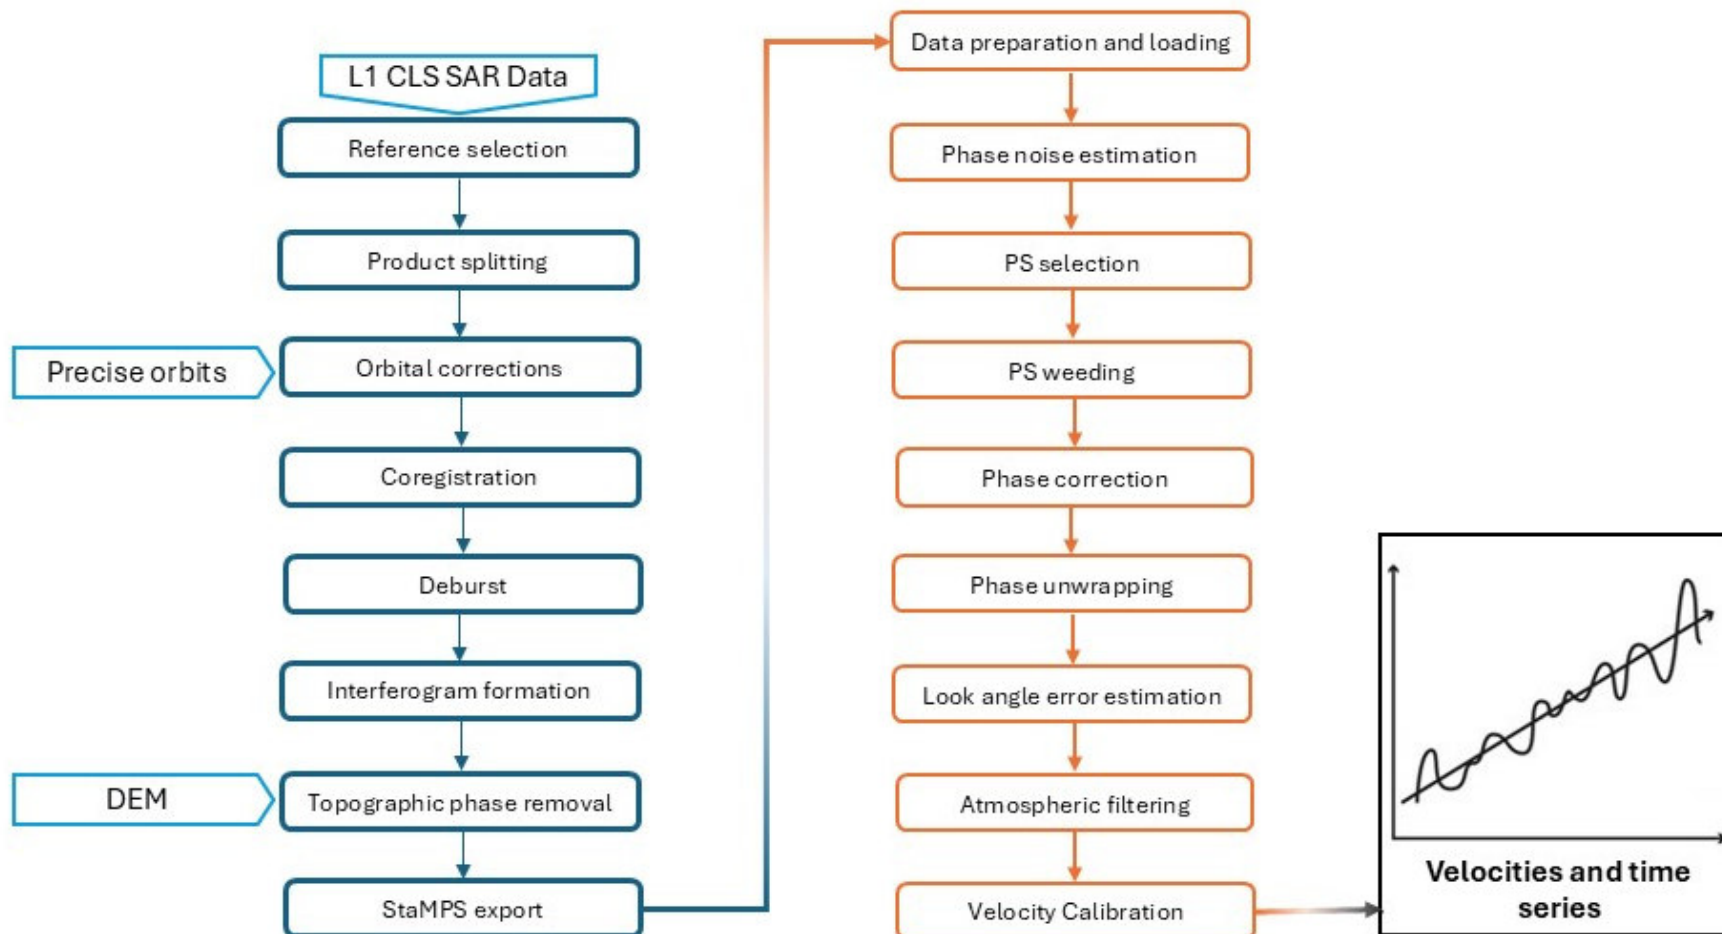 L1 CLS SAR Data
Reference selection
Product splitting
Precise orbits
Orbital corrections
Coregistration
Deburst
Interferogram formation
DEM
Topographic phase removal
StaMPS export
Data preparation and loading
Phase noise estimation
PS selection
PS weeding
Phase correction
Phase unwrapping
Look angle error estimation
Atmospheric filtering
Velocity Calibration
Velocities and time
series